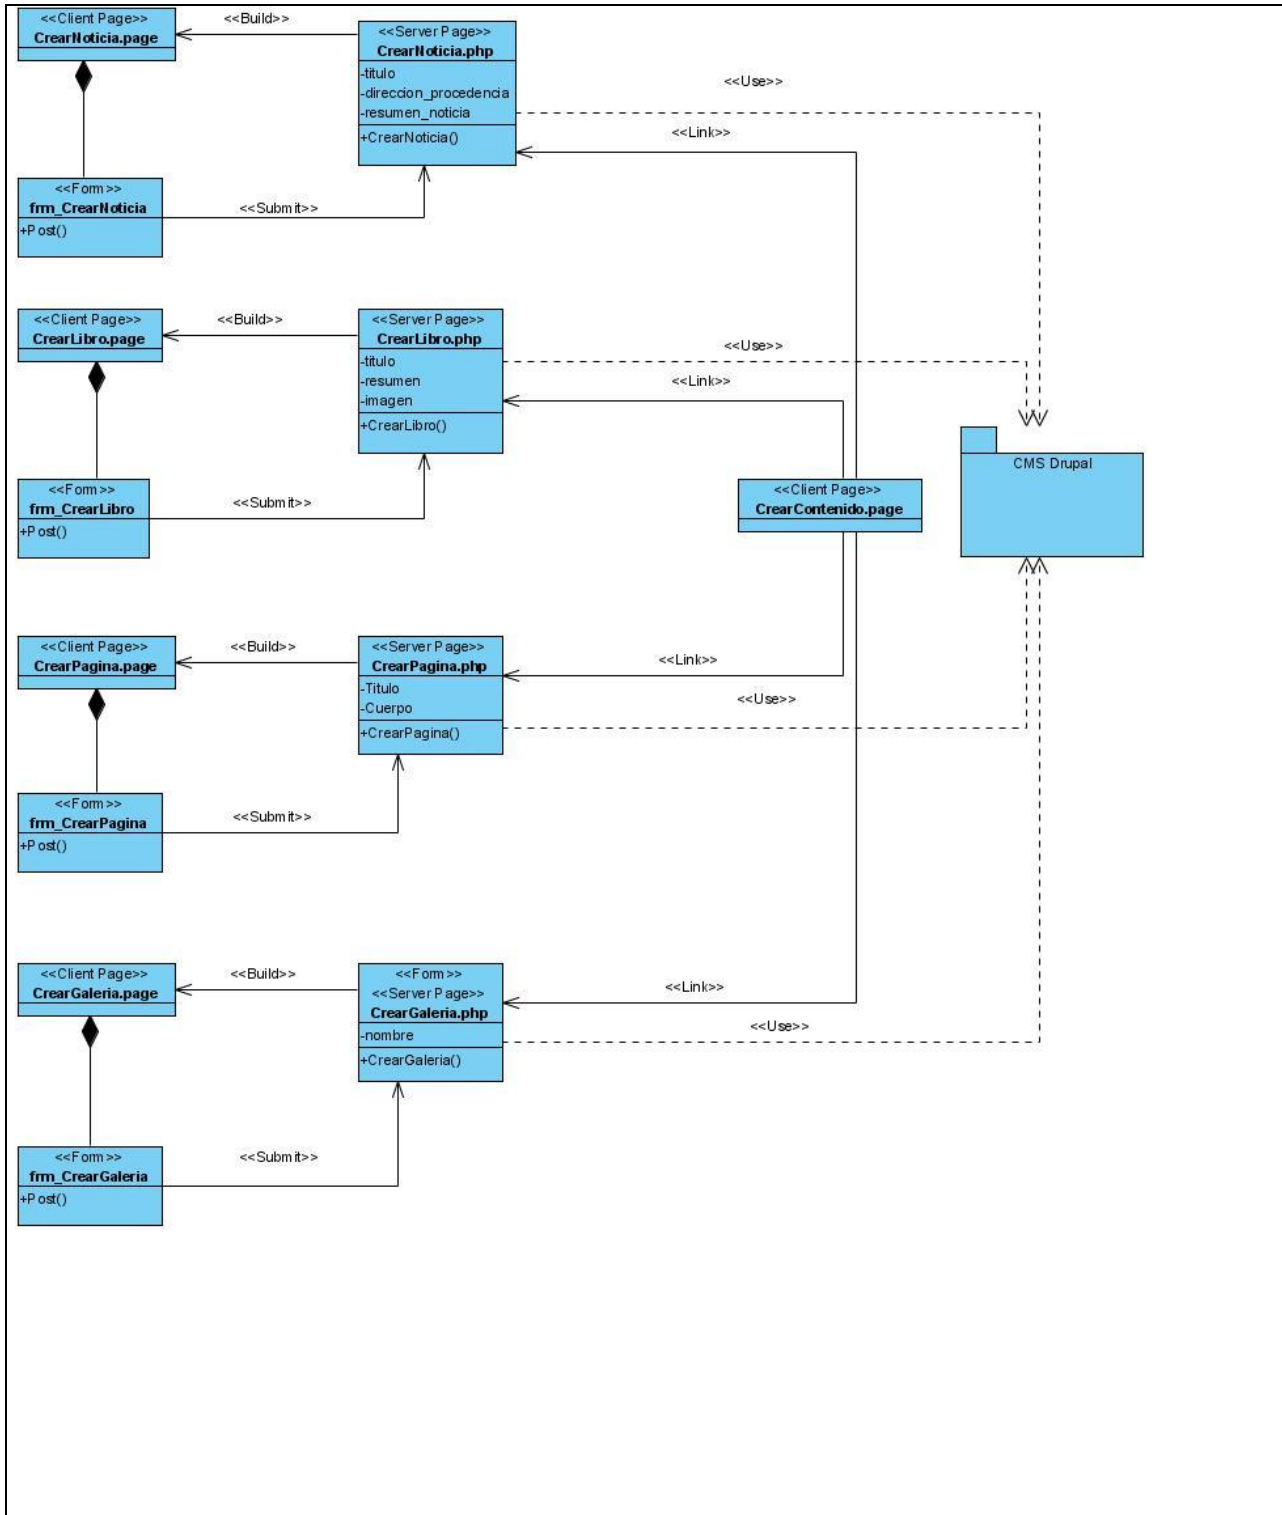 <<Client Page>>
CrearNoticia.page
<<Build>>
<<Server Page>>
CrearNoticia.php
-titulo
-direccion_procedencia
-resumen_noticia
+CrearNoticia()
<<Use>>
<<Link>>
<<Form>>
frm_CrearNoticia
+Post()
<<Submit>>
<<Client Page>>
CrearLibro.page
<<Build>>
<<Server Page>>
CrearLibro.php
-titulo
-resumen
-imagen
+CrearLibro()
<<Use>>
<<Link>>
<<Form>>
frm_CrearLibro
+Post()
<<Submit>>
<<Client Page>>
CrearContenido.page
CMS Drupal
<<Client Page>>
CrearPagina.page
<<Build>>
<<Server Page>>
CrearPagina.php
-Titulo
-Cuerpo
+CrearPagina()
<<Link>>
<<Use>>
<<Form>>
frm_CrearPagina
+Post()
<<Submit>>
<<Client Page>>
CrearGaleria.page
<<Build>>
<<Form>>
<<Server Page>>
CrearGaleria.php
-nombre
+CrearGaleria()
<<Link>>
<<Use>>
<<Form>>
frm_CrearGaleria
+Post()
<<Submit>>